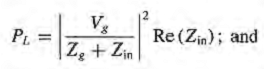 P_L = |V_g / (Z_g + Z_in)|^2 Re (Z_in); and